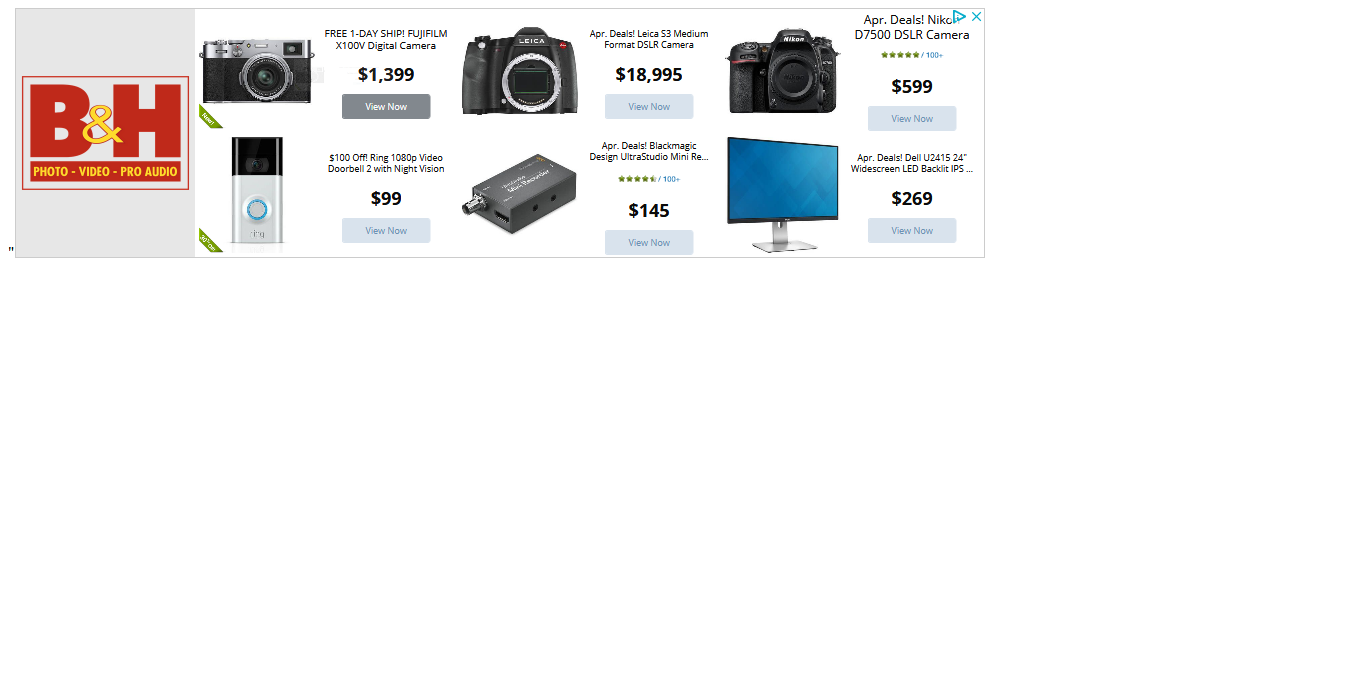 "
B&H
PHOTO - VIDEO - PRO AUDIO
New!
FREE 1-DAY SHIP! FUJIFILM
X100V Digital Camera
$1,399
View Now
LEICA
Apr. Deals! Leica S3 Medium
Format DSLR Camera
$18,995
View Now
Nikon
Nikon
Apr. Deals! Nikon
D7500 DSLR Camera
/ 100+
$599
View Now
ring
$100 Off! Ring 1080p Video
Doorbell 2 with Night Vision
$99
View Now
UltraStudio
Mini Recorder
Apr. Deals! Blackmagic
Design UltraStudio Mini Re...
/ 100+
$145
View Now
Apr. Deals! Dell U2415 24"
Widescreen LED Backlit IPS ...
$269
View Now